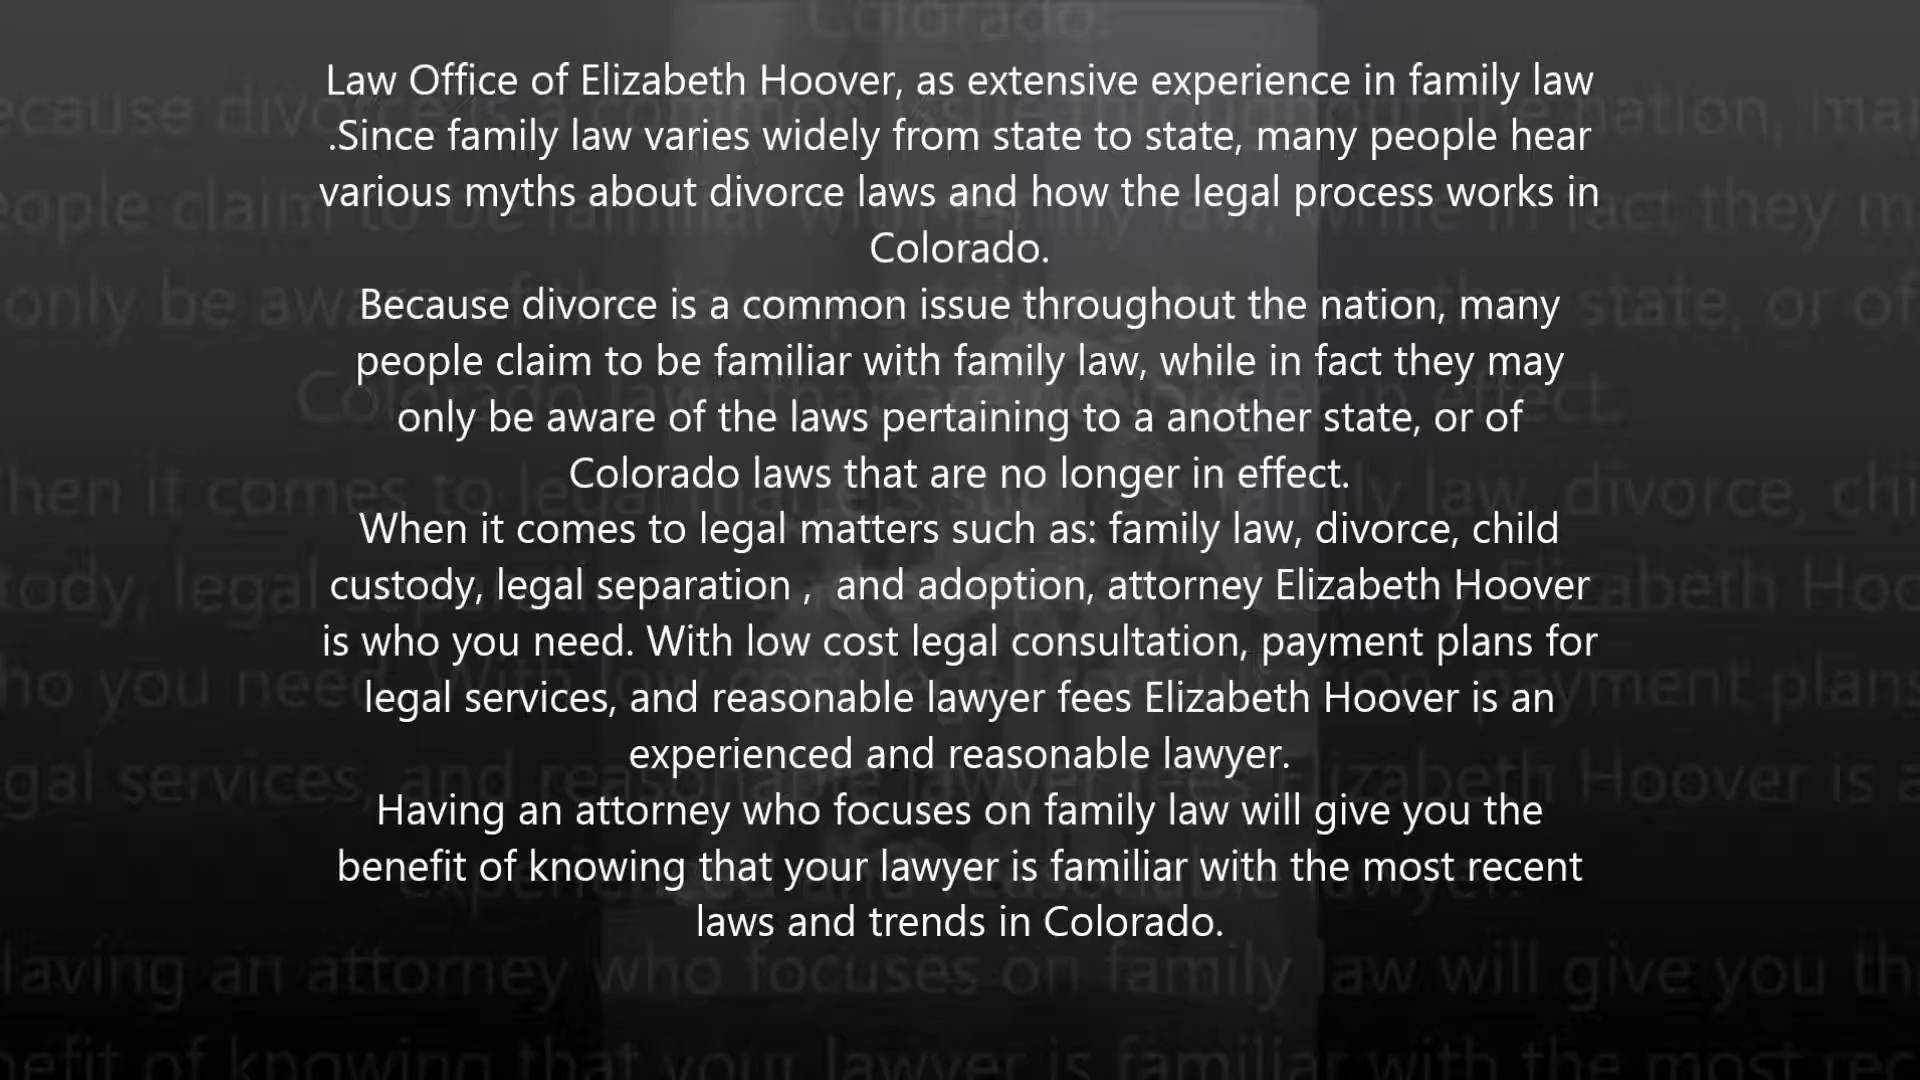 Law Office of Elizabeth Hoover, as extensive experience in family law
.Since family law varies widely from state to state, many people hear
various myths about divorce laws and how the legal process works in
Colorado.
Because divorce is a common issue throughout the nation, many
people claim to be familiar with family law, while in fact they may
only be aware of the laws pertaining to a another state, or of
Colorado laws that are no longer in effect.
When it comes to legal matters such as: family law, divorce, child
custody, legal separation ,  and adoption, attorney Elizabeth Hoover
is who you need. With low cost legal consultation, payment plans for
legal services, and reasonable lawyer fees Elizabeth Hoover is an
experienced and reasonable lawyer.
Having an attorney who focuses on family law will give you the
benefit of knowing that your lawyer is familiar with the most recent
laws and trends in Colorado.